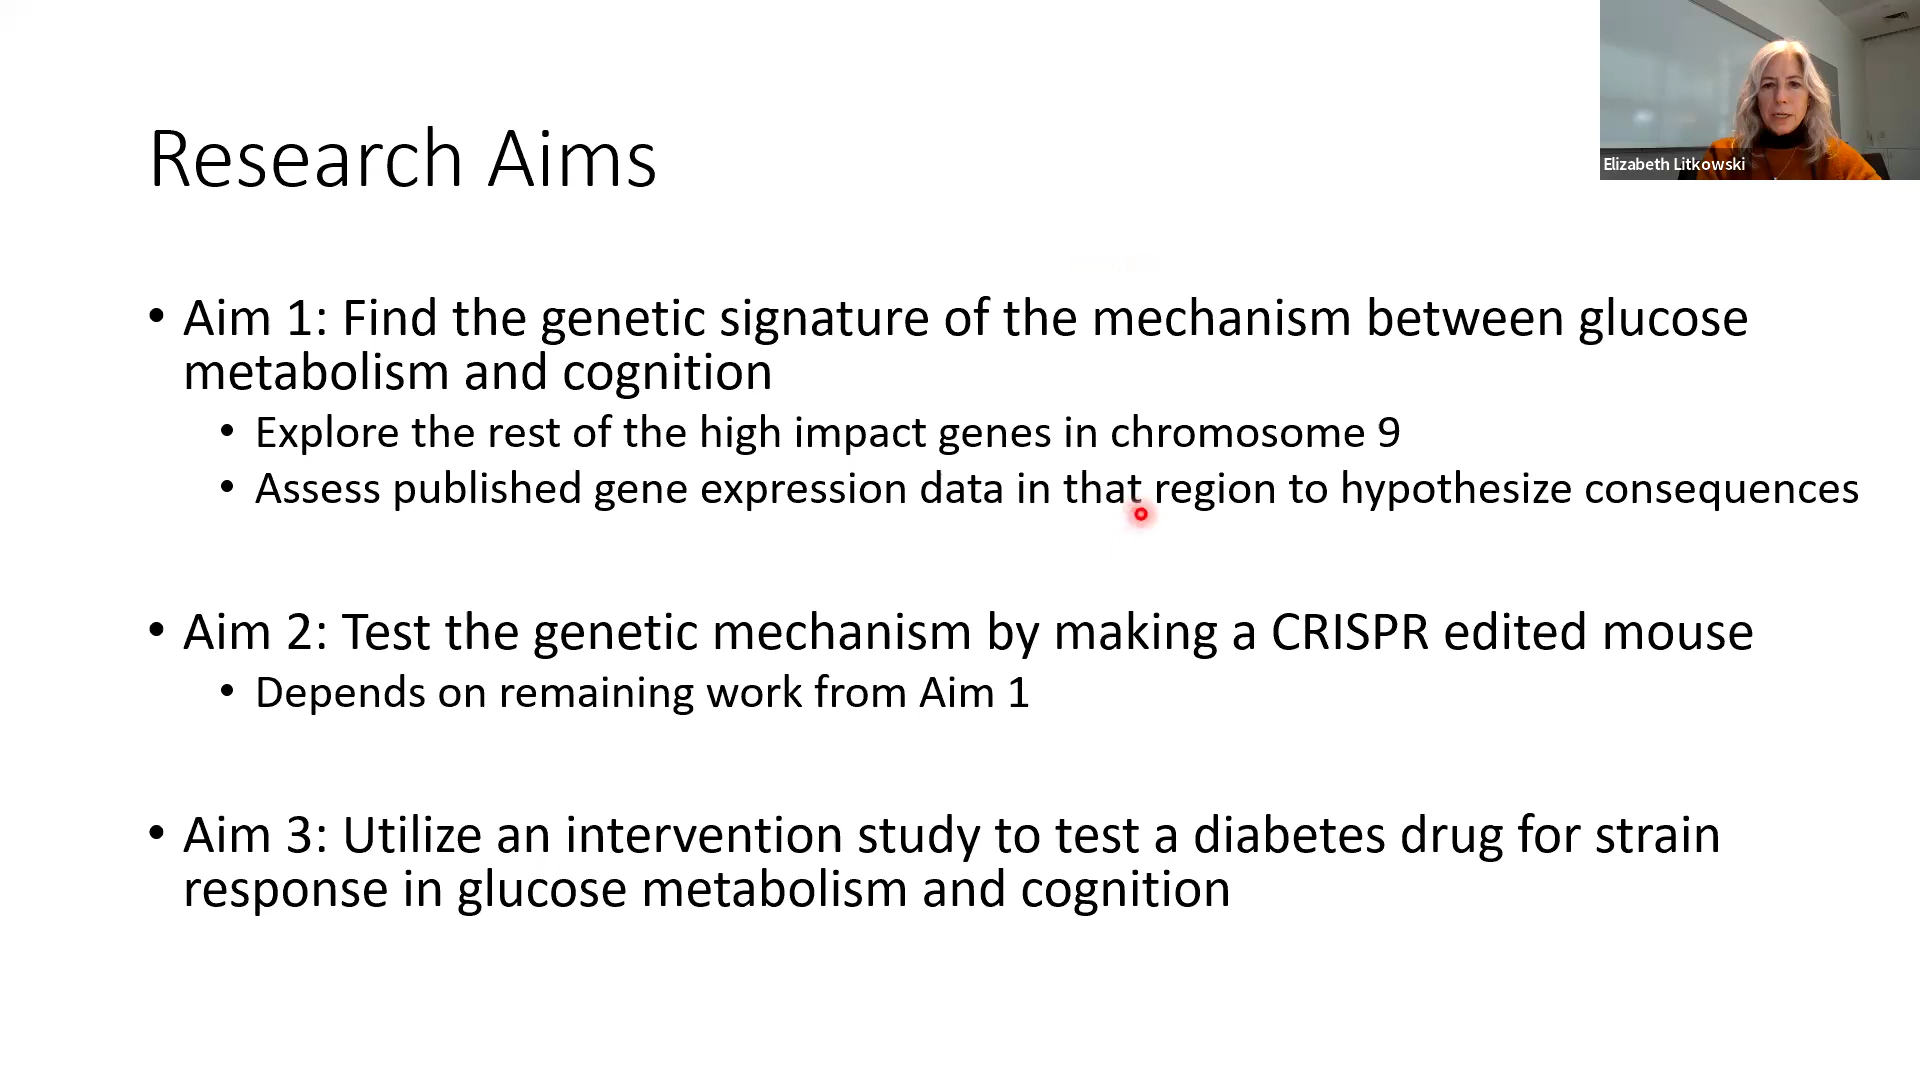 Elizabeth Litkowski
Research Aims
• Aim 1: Find the genetic signature of the mechanism between glucose
metabolism and cognition
• Explore the rest of the high impact genes in chromosome 9
• Assess published gene expression data in that region to hypothesize consequences
• Aim 2: Test the genetic mechanism by making a CRISPR edited mouse
• Depends on remaining work from Aim 1
• Aim 3: Utilize an intervention study to test a diabetes drug for strain
response in glucose metabolism and cognition